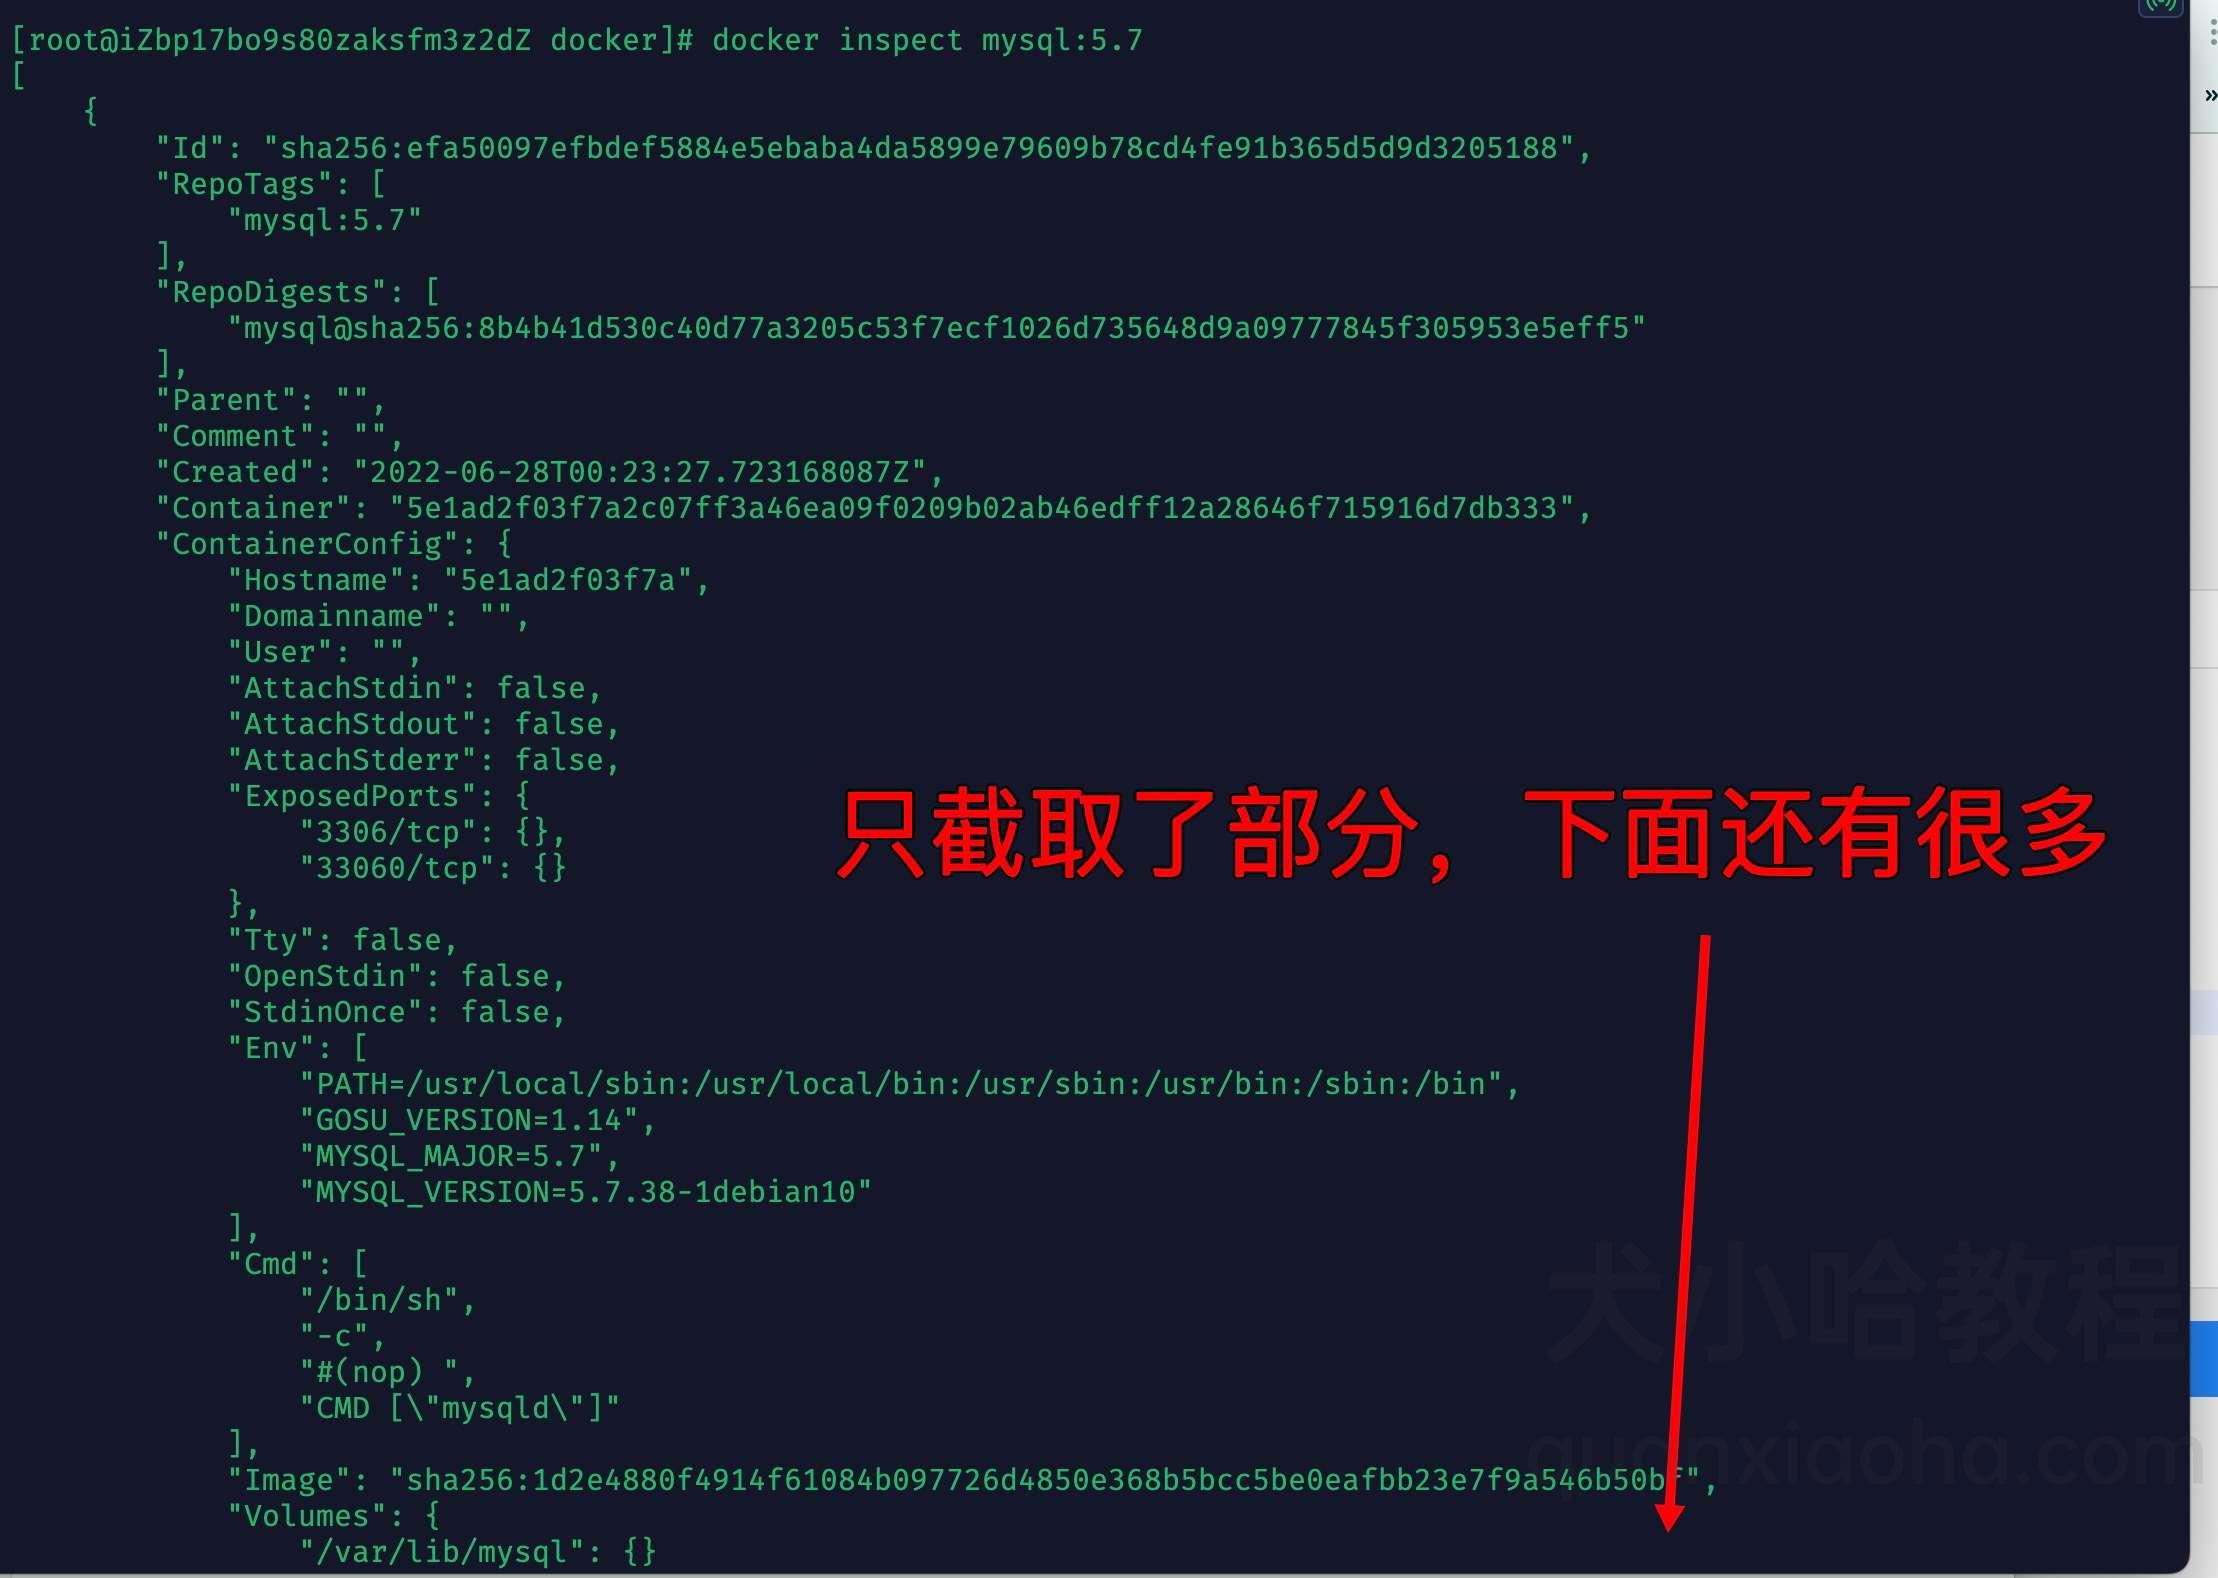 [root@iZbp17bo9s80zaksfm3z2dZ docker]# docker inspect mysql:5.7
[
    {
        "Id": "sha256:efa50097efbdef5884e5ebaba4da5899e79609b78cd4fe91b365d5d9d3205188",
        "RepoTags": [
            "mysql:5.7"
        ],
        "RepoDigests": [
            "mysql@sha256:8b4b41d530c40d77a3205c53f7ecf1026d735648d9a09777845f305953e5eff5"
        ],
        "Parent": "",
        "Comment": "",
        "Created": "2022-06-28T00:23:27.723168087Z",
        "Container": "5e1ad2f03f7a2c07ff3a46ea09f0209b02ab46edff12a28646f715916d7db333",
        "ContainerConfig": {
            "Hostname": "5e1ad2f03f7a",
            "Domainname": "",
            "User": "",
            "AttachStdin": false,
            "AttachStdout": false,
            "AttachStderr": false,
            "ExposedPorts": {
                "3306/tcp": {},
                "33060/tcp": {}
            },
只截取了部分，下面还有很多
            "Tty": false,
            "OpenStdin": false,
            "StdinOnce": false,
            "Env": [
                "PATH=/usr/local/sbin:/usr/local/bin:/usr/sbin:/usr/bin:/sbin:/bin",
                "GOSU_VERSION=1.14",
                "MYSQL_MAJOR=5.7",
                "MYSQL_VERSION=5.7.38-1debian10"
            ],
            "Cmd": [
                "/bin/sh",
                "-c",
                "#(nop) ",
                "CMD [\"mysqld\"]"
            ],
            "Image": "sha256:1d2e4880f4914f61084b097726d4850e368b5bcc5be0eafbb23e7f9a546b50bf",
            "Volumes": {
                "/var/lib/mysql": {}
犬小哈教程
quanxiaoha.com